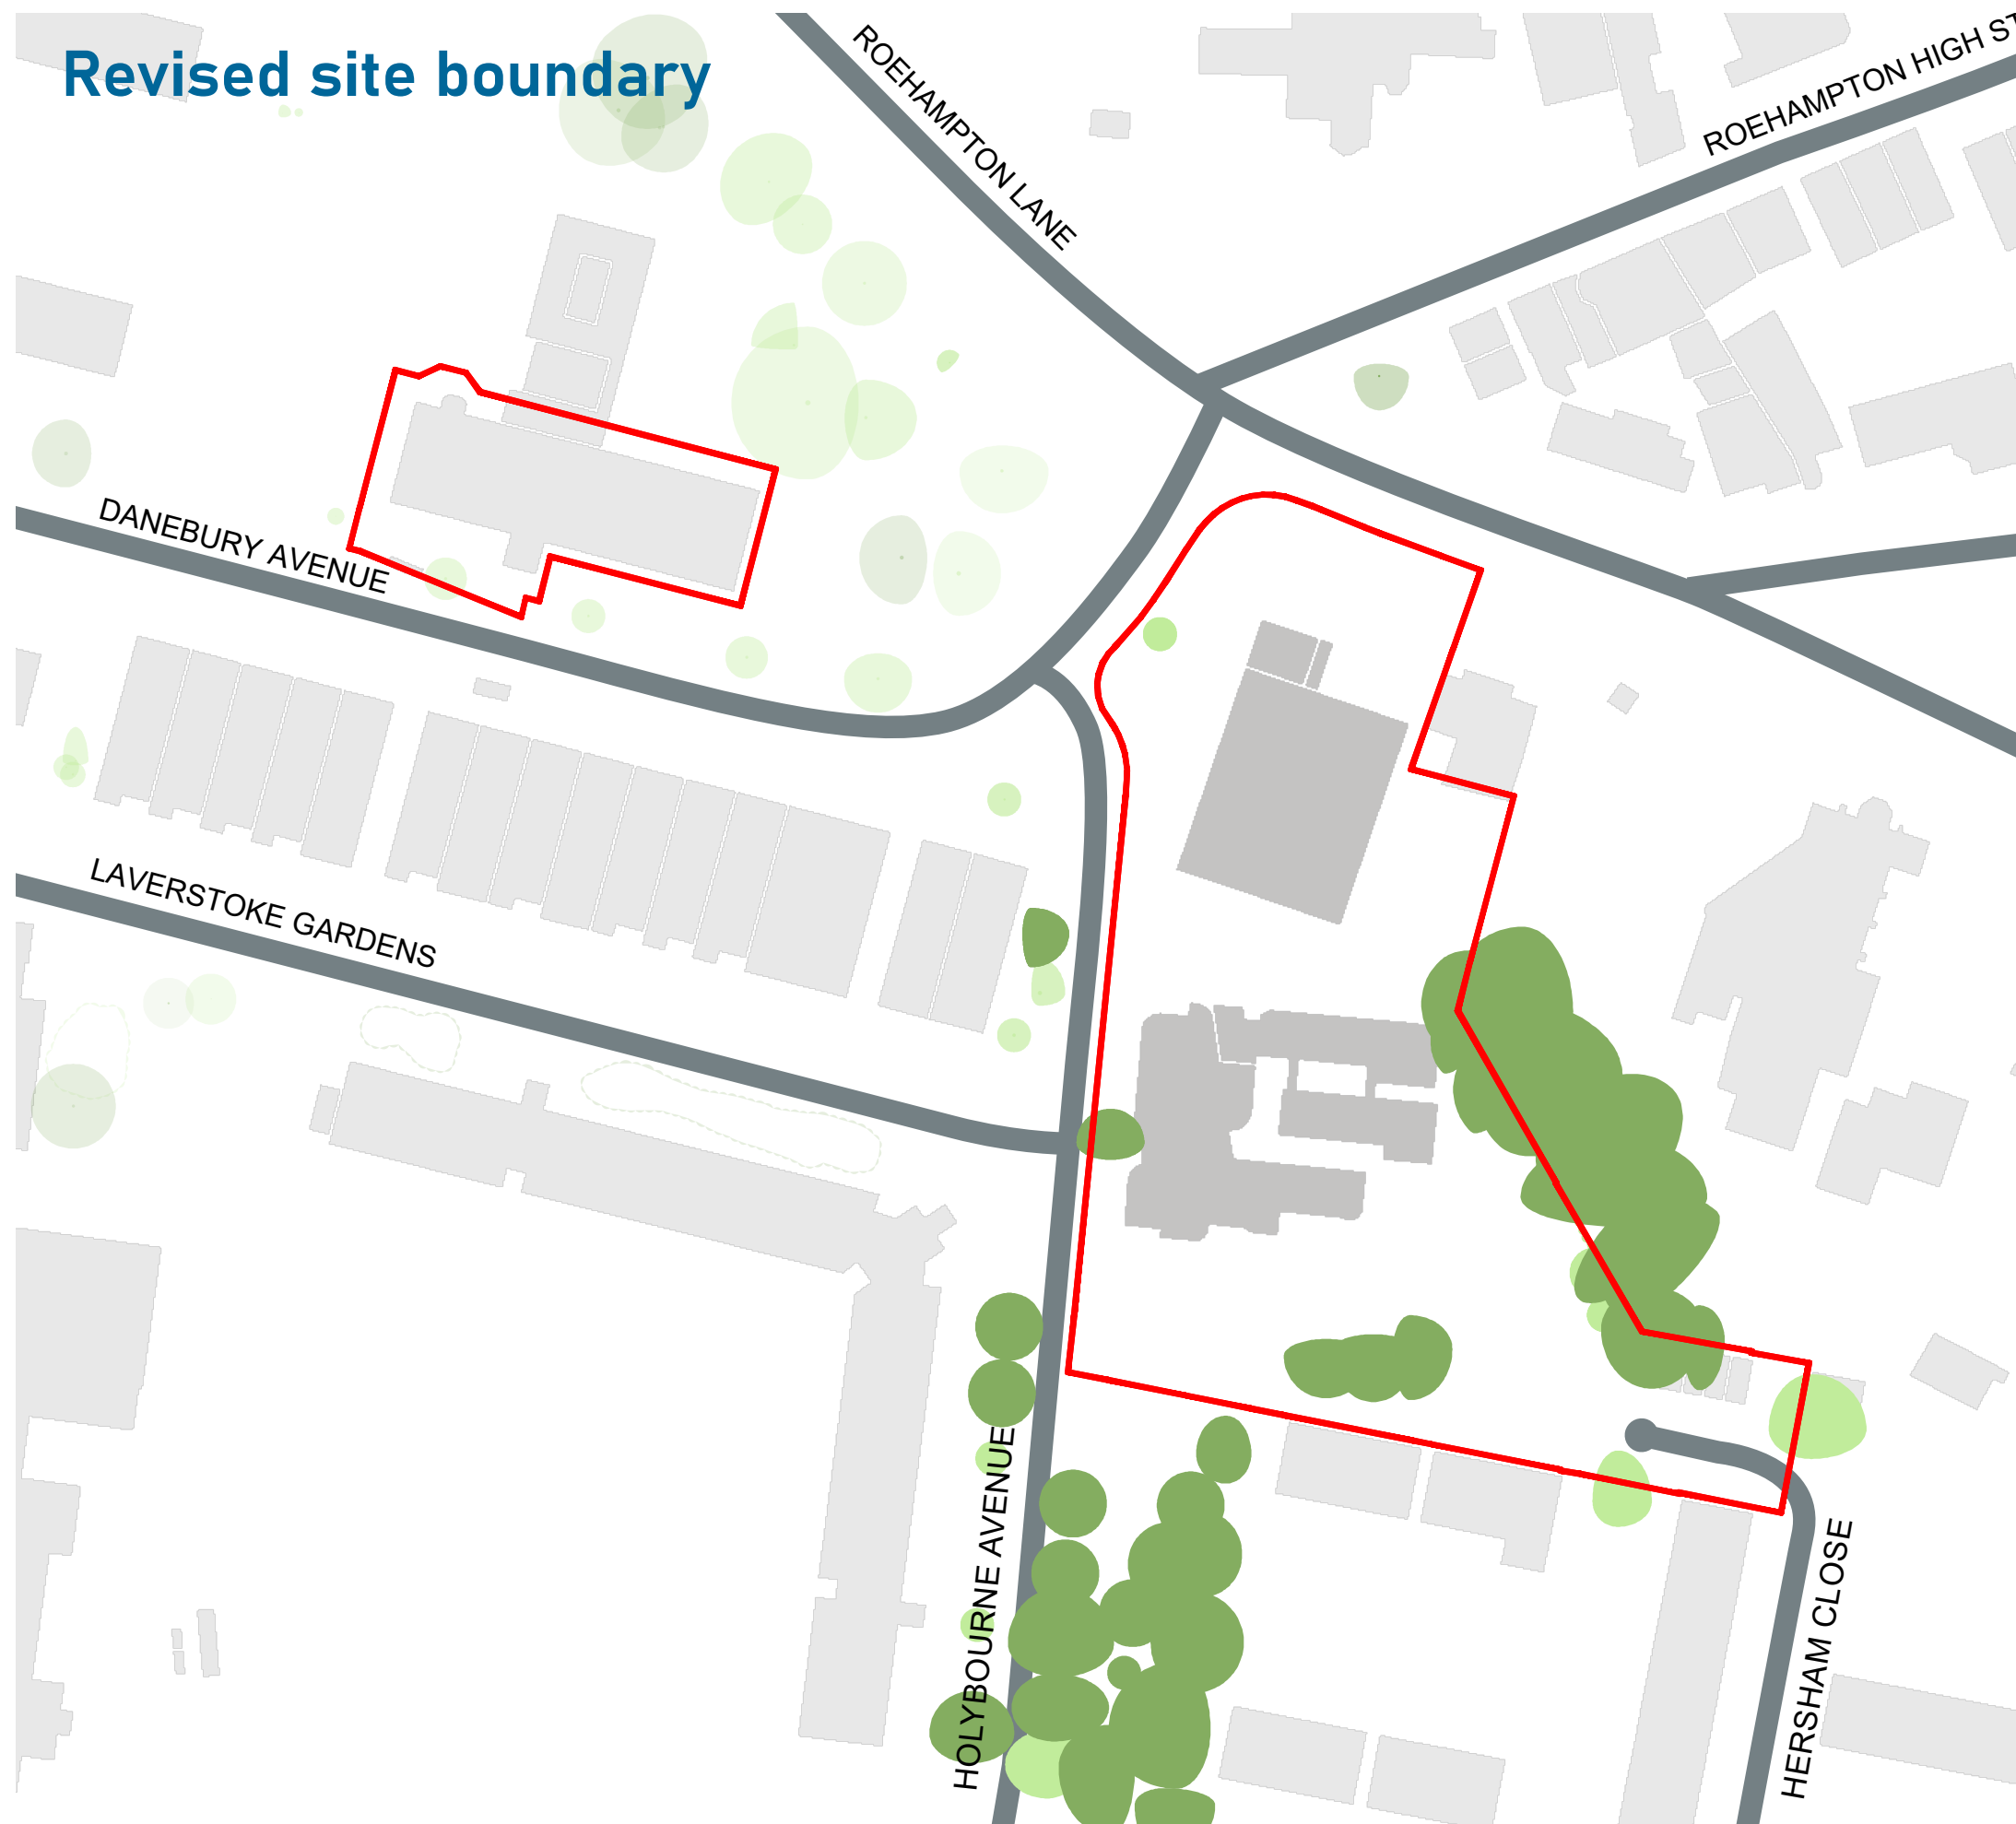 Revised site boundary
ROEHAMPTON LANE
ROEHAMPTON HIGH ST
DANEBURY AVENUE
LAVERSTOKE GARDENS
HOLYBOURNE AVENUE
HERSHAM CLOSE